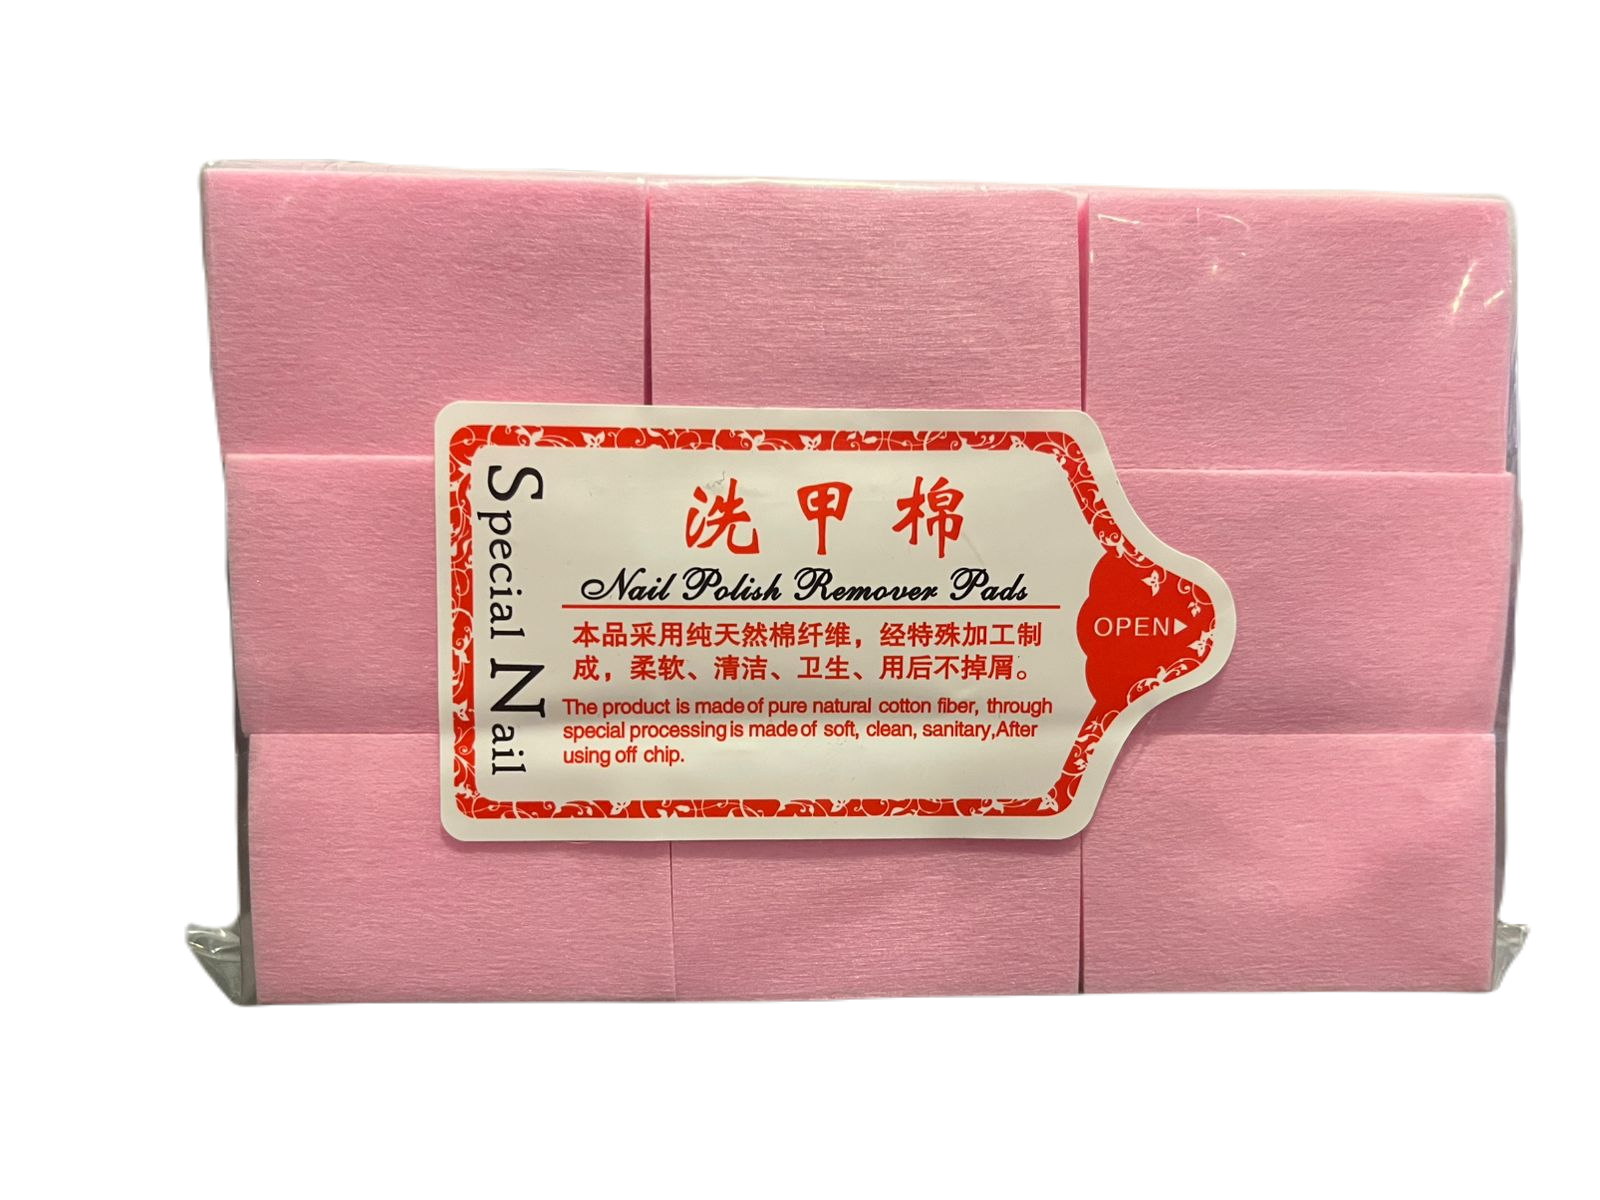 洗甲棉
Nail Polish Remover Pads
本品采用纯天然棉纤维，经特殊加工制
成，柔软、清洁、卫生、用后不掉屑。
The product is made of pure natural cotton fiber, through
special processing is made of soft, clean, sanitary,After
using off chip.
Special Nail
OPEN▶